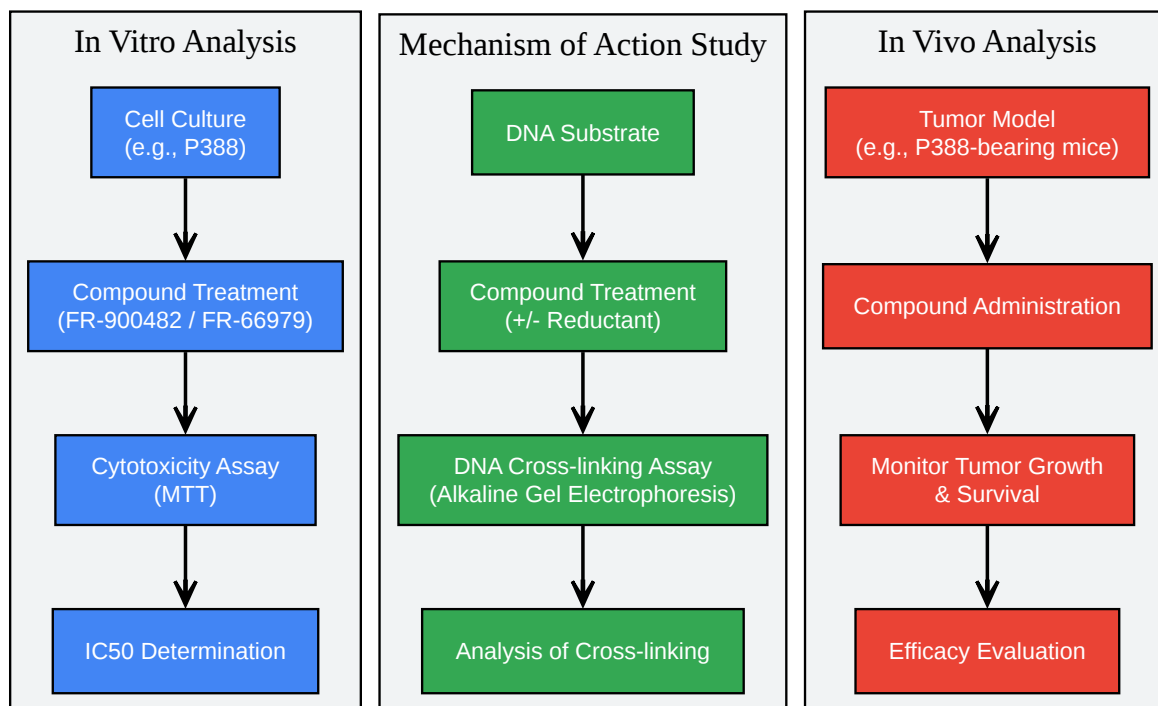 In Vitro Analysis
Cell Culture
(e.g., P388)
Compound Treatment
(FR-900482 / FR-66979)
Cytotoxicity Assay
(MTT)
IC50 Determination
Mechanism of Action Study
DNA Substrate
Compound Treatment
(+/- Reductant)
DNA Cross-linking Assay
(Alkaline Gel Electrophoresis)
Analysis of Cross-linking
In Vivo Analysis
Tumor Model
(e.g., P388-bearing mice)
Compound Administration
Monitor Tumor Growth
& Survival
Efficacy Evaluation